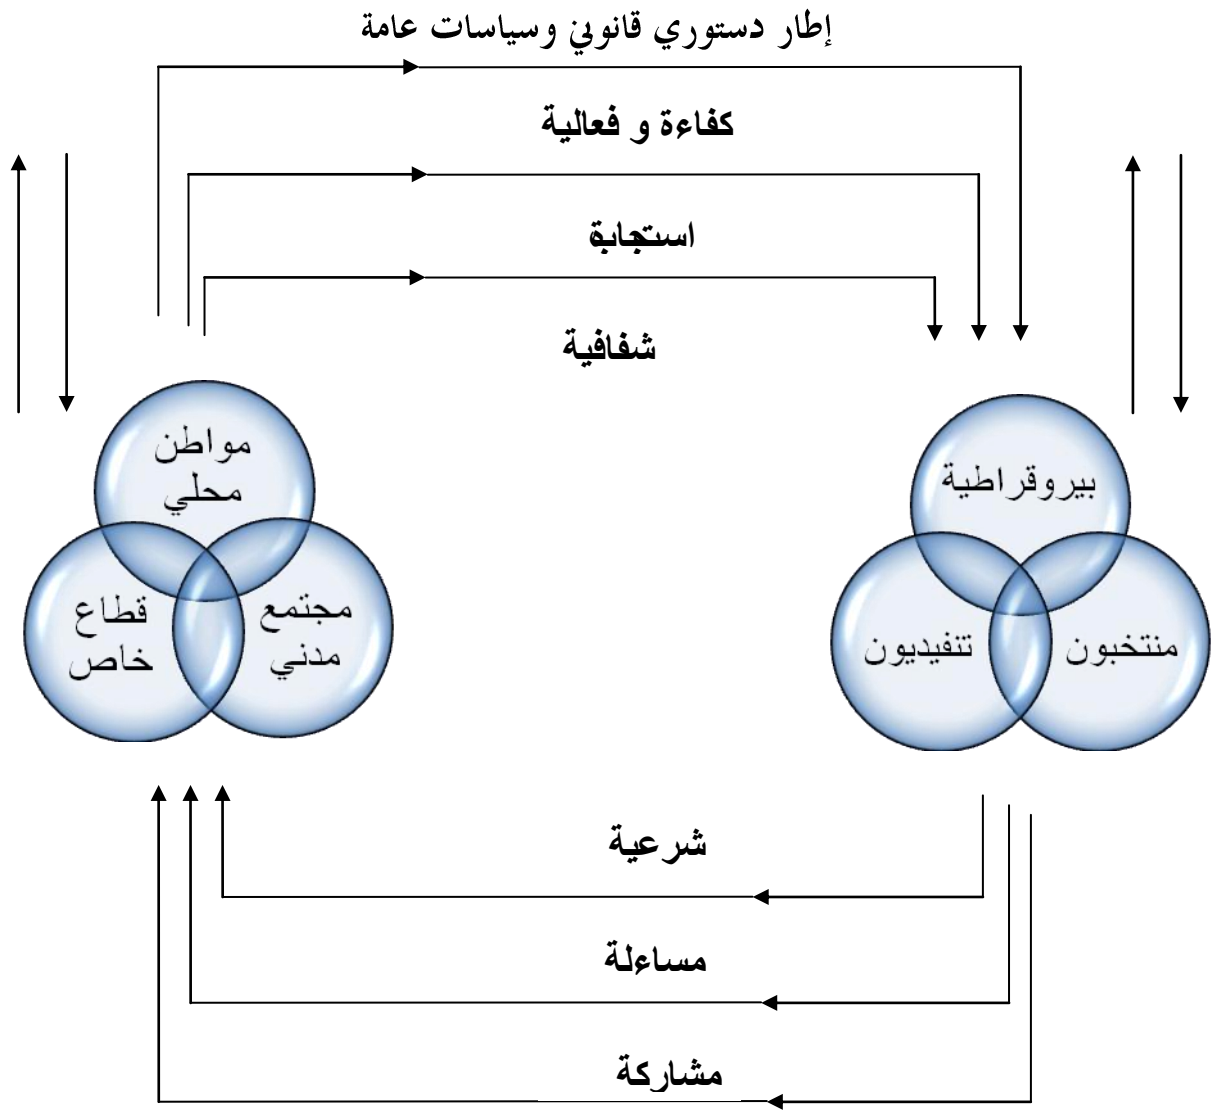 إطار دستوري قانوني وسياسات عامة
كفاءة و فعالية
استجابة
شفافية
مواطن
محلي
بيروقراطية
مجتمع
مدني
قطاع
خاص
منتخبون
تنفيديون
شرعية
مساءلة
مشاركة